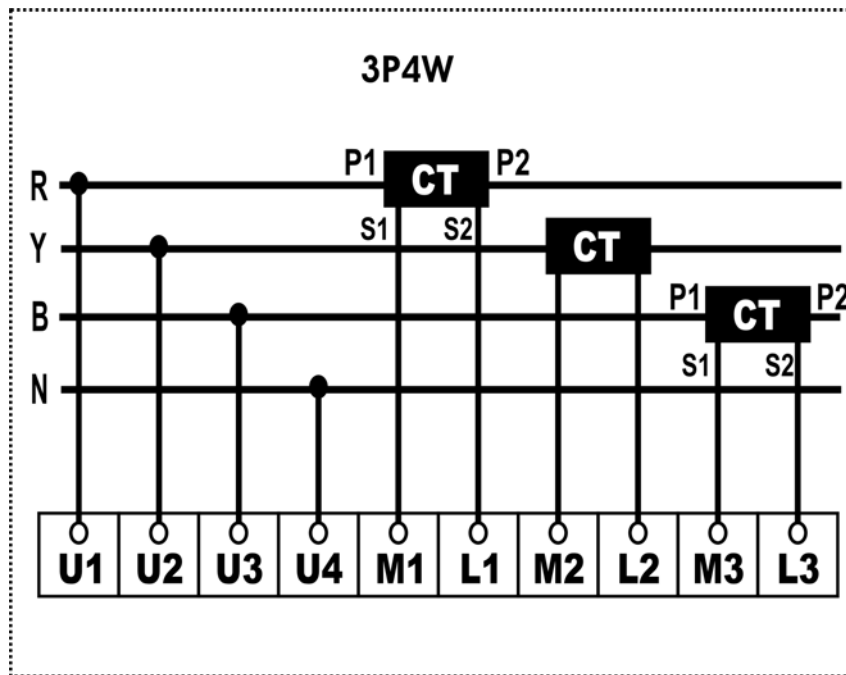 3P4W
R P1 CT P2
Y S1 S2 CT
B P1 CT P2
N S1 S2
U1 U2 U3 U4 M1 L1 M2 L2 M3 L3